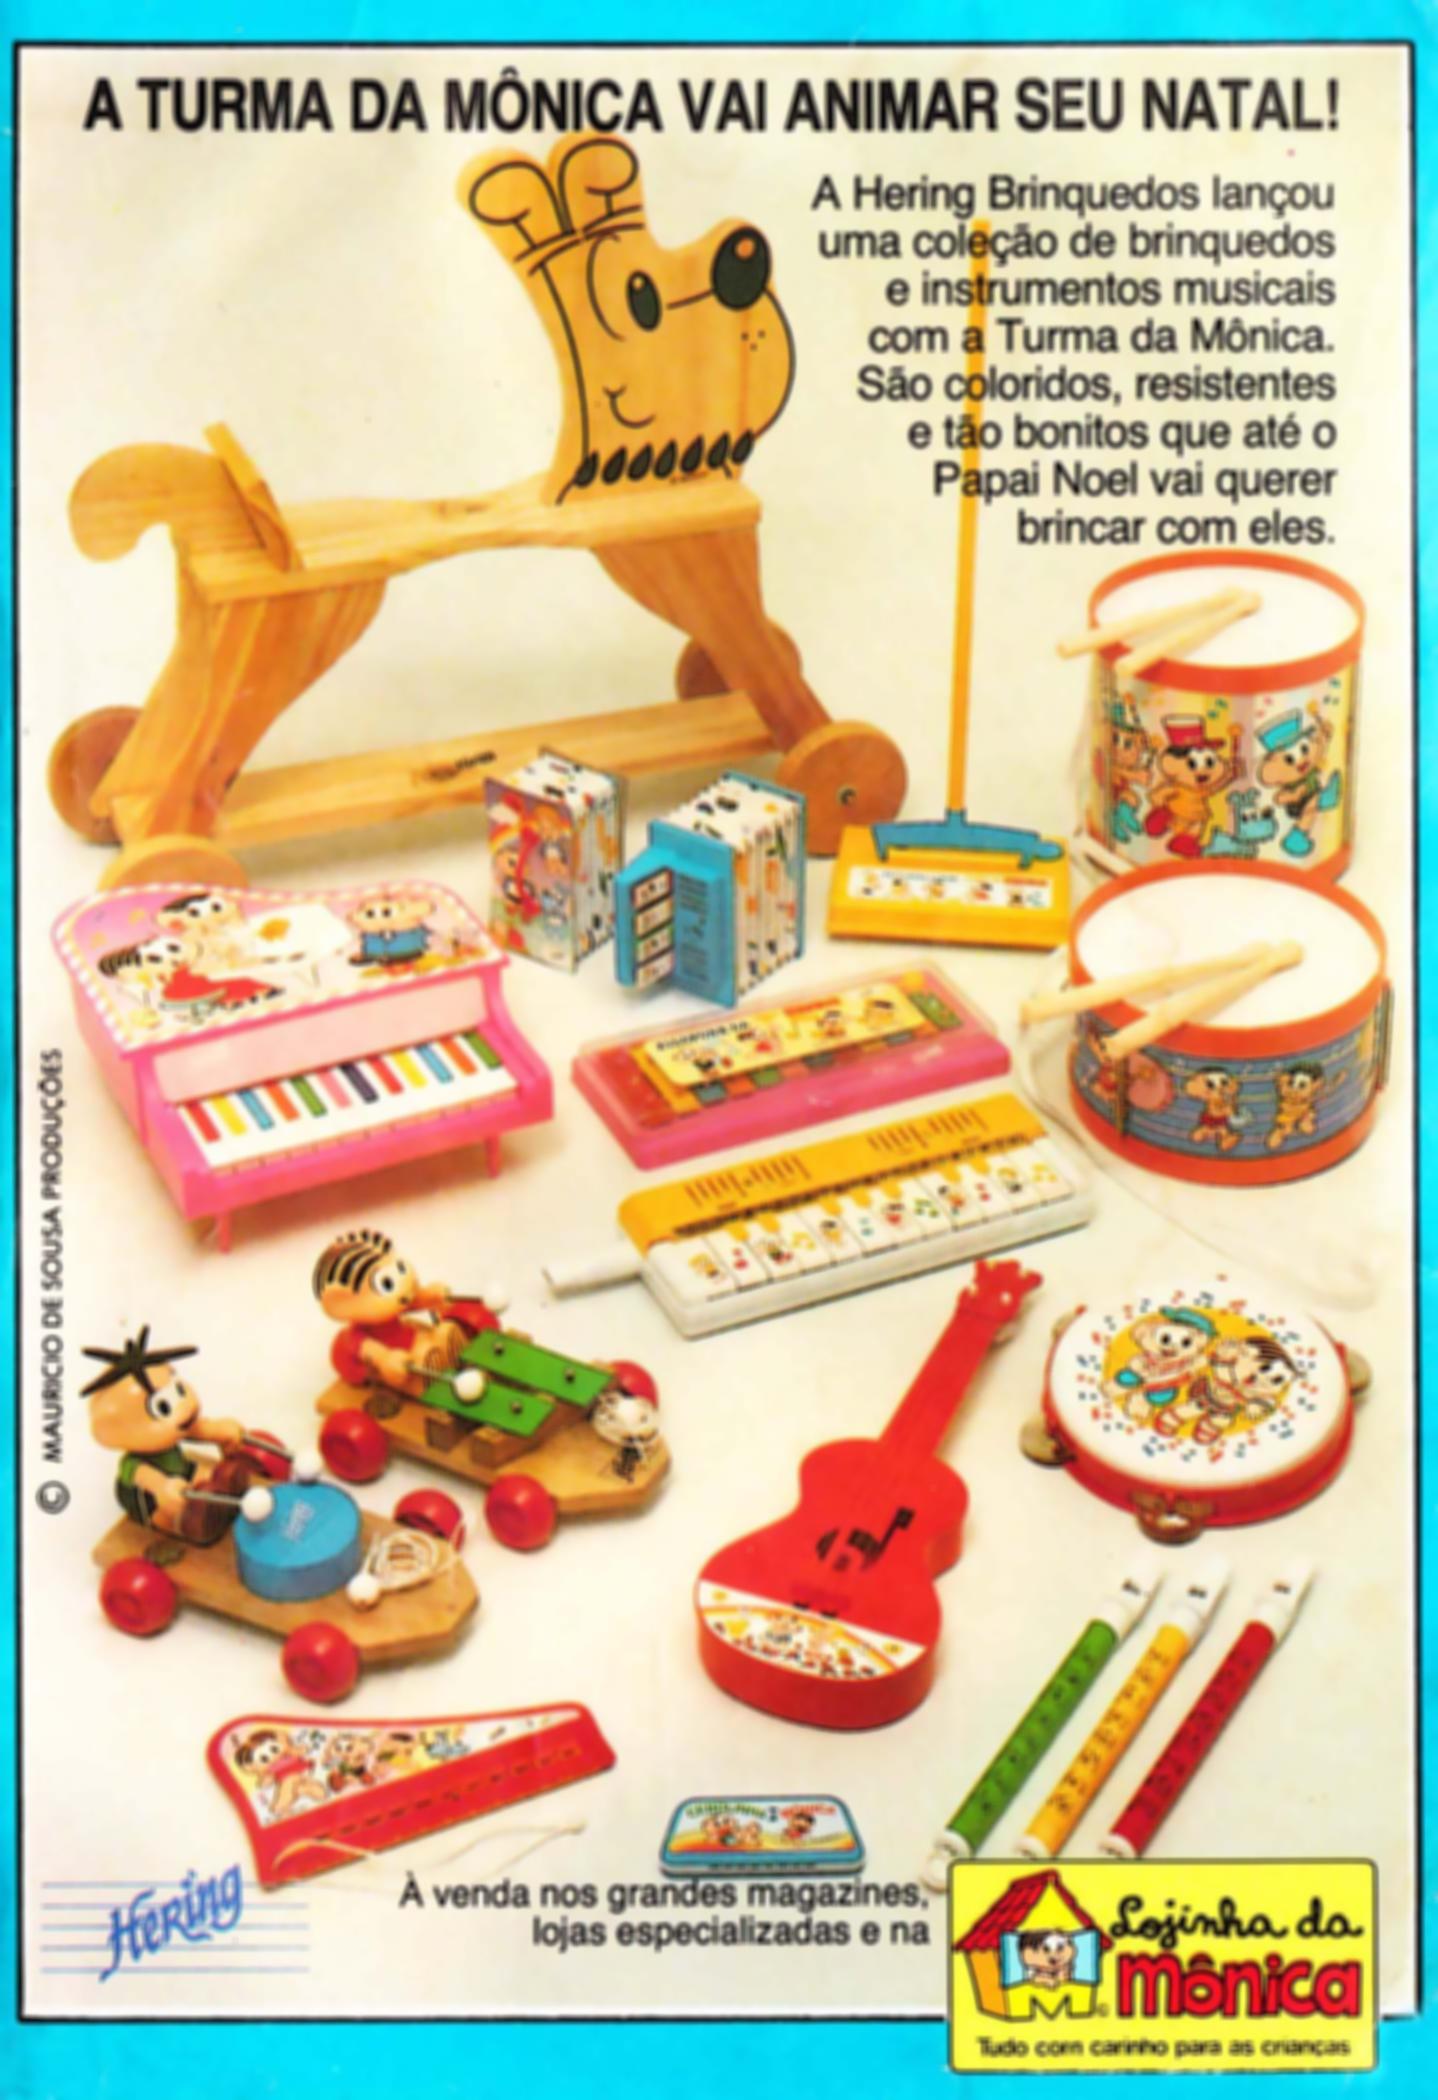 A TURMA DA MÔNICA VAI ANIMAR SEU NATAL!
A Hering Brinquedos lançou
uma coleção de brinquedos
e instrumentos musicais
com a Turma da Mônica.
São coloridos, resistentes
e tão bonitos que até o
Papai Noel vai querer
brincar com eles.
© MAURICIO DE SOUSA PRODUÇÕES
Hering
À venda nos grandes magazines,
lojas especializadas e na
Lojinha da
Mônica
Tudo com carinho para as crianças